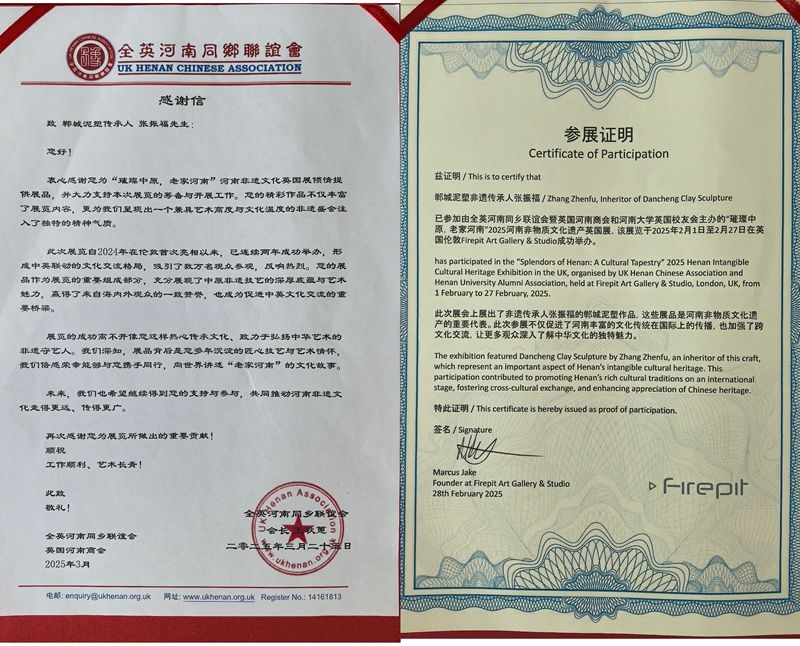 全英河南同鄉聯誼會
UK HENAN CHINESE ASSOCIATION
感谢信
致 郸城泥塑传承人 张振福先生：
您好！
衷心感谢您为“璀璨中原，老家河南”河南非遗文化英国展倾情提
供展品，并大力支持本次展览的筹备与开展工作。您的精彩作品不仅丰富
了展览内容，更为我们呈现出一个兼具艺术高度与文化温度的非遗盛会注
入了独特的精神气质。
此次展览自2024年在伦敦首次亮相以来，已连续两年成功举办，形
成中英联动的文化交流格局，吸引了数万名观众参观，反响热烈。您的展
品作为展览的重要组成部分，充分展现了中原非遗技艺的深厚底蕴与艺术
魅力，赢得了来自海内外观众的一致赞誉，也成为促进中英文化交流的重
要桥梁。
展览的成功离不开像您这样热心传承文化、致力于弘扬中华艺术的
非遗守艺人。我们深知，展品背后是您多年沉淀的匠心技艺与艺术情怀，
我们倍感荣幸能够与您携手同行，向世界讲述“老家河南”的文化故事。
未来，我们也希望继续得到您的支持与参与，共同推动河南非遗文
化走得更远、传得更广。
再次感谢您为展览所做出的重要贡献！
顺祝
工作顺利、艺术长青！
此致
敬礼！
全英河南同乡联谊会
英国河南商会
2025年3月
全英河南同乡联谊会
会长
二零二五年三月二十五日
UK Henan Association
www.ukhenan.org.uk
电邮: enquiry@ukhenan.org.uk 网址: www.ukhenan.org.uk Register No.: 14161813
参展证明
Certificate of Participation
兹证明 / This is to certify that
郸城泥塑非遗传承人张振福 / Zhang Zhenfu, Inheritor of Dancheng Clay Sculpture
已参加由全英河南同乡联谊会暨英国河南商会和河南大学英国校友会主办的“璀璨中
原，老家河南”2025河南非物质文化遗产英国展，该展览于2025年2月1日至2月27日在英
国伦敦Firepit Art Gallery & Studio成功举办。
has participated in the "Splendors of Henan: A Cultural Tapestry" 2025 Henan Intangible
Cultural Heritage Exhibition in the UK, organised by UK Henan Chinese Association and
Henan University Alumni Association, held at Firepit Art Gallery & Studio, London, UK, from
1 February to 27 February, 2025.
此次展会上展出了非遗传承人张振福的郸城泥塑作品，这些展品是河南非物质文化遗
产的重要代表。此次参展不仅促进了河南丰富的文化传统在国际上的传播，也加强了跨
文化交流，让更多观众深入了解中华文化的独特魅力。
The exhibition featured Dancheng Clay Sculpture by Zhang Zhenfu, an inheritor of this craft,
which represent an important aspect of Henan's intangible cultural heritage. This
participation contributed to promoting Henan's rich cultural traditions on an international
stage, fostering cross-cultural exchange, and enhancing appreciation of Chinese heritage.
特此证明 / This certificate is hereby issued as proof of participation.
签名 / Signature
Marcus Jake
Founder at Firepit Art Gallery & Studio
28th February 2025
Firepit